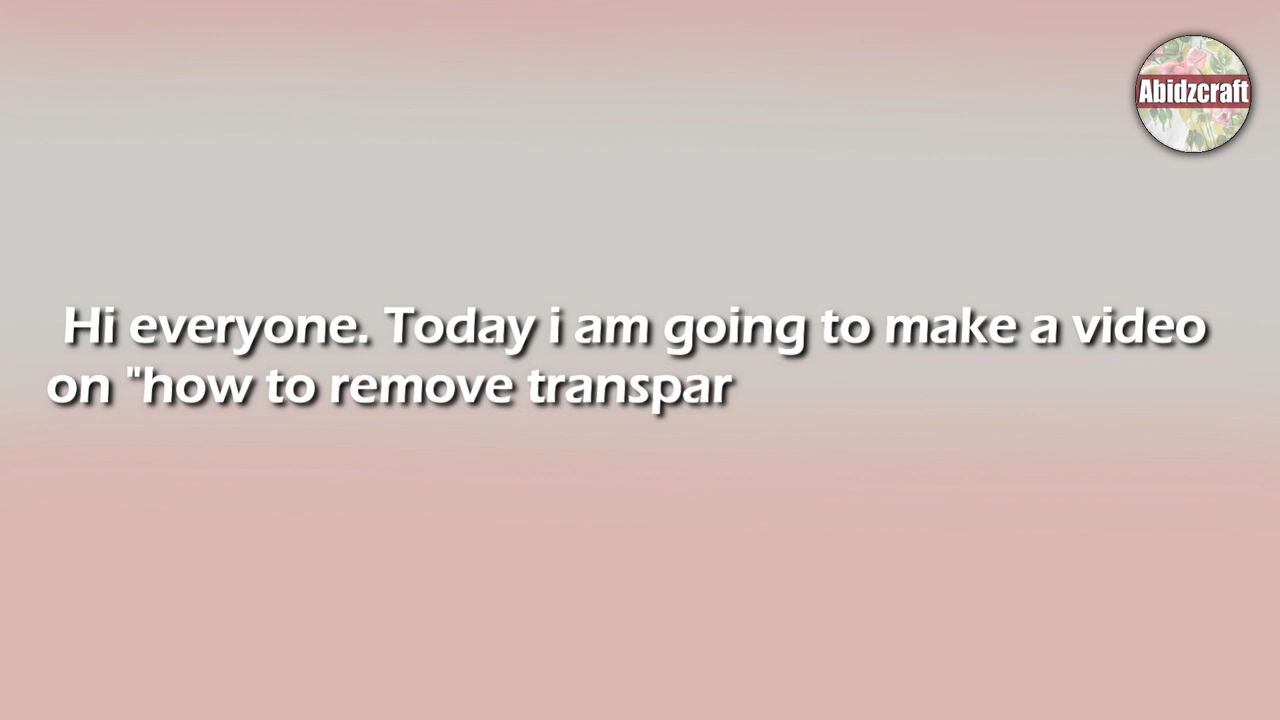 Abidzcraft
Hi everyone. Today i am going to make a video
on "how to remove transpar